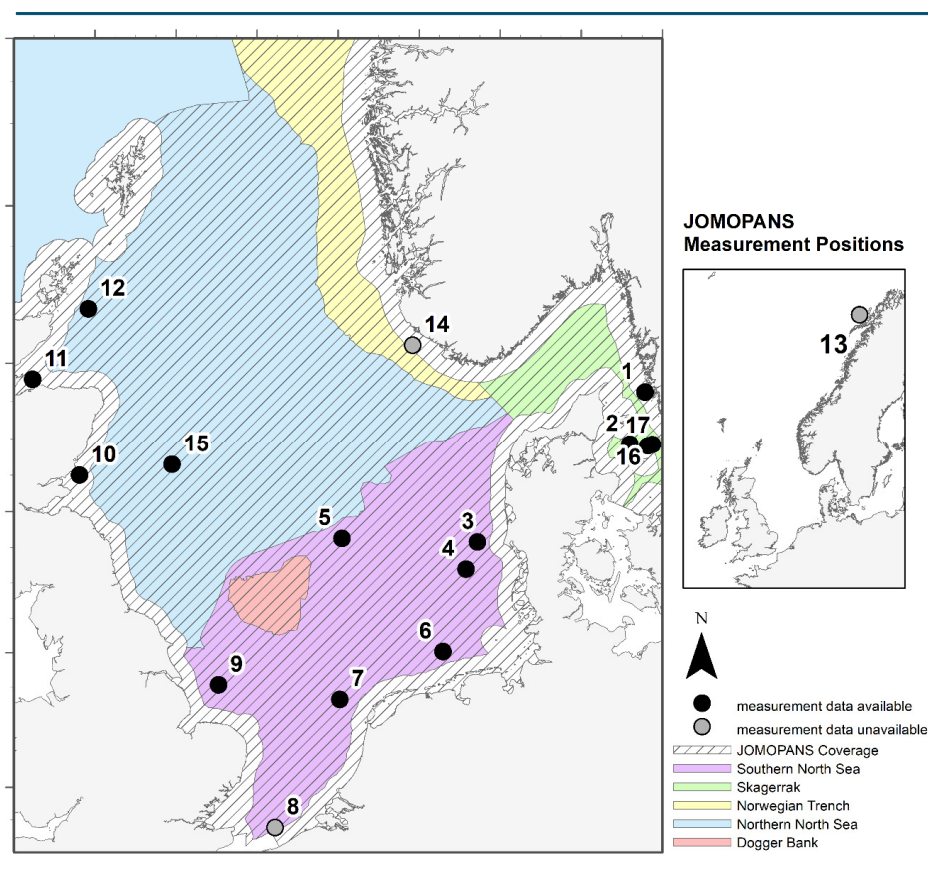 JOMOPANS
Measurement Positions
12
14
13
11
1
2
17
16
10
15
5
3
4
6
9
7
8
N
measurement data available
measurement data unavailable
JOMOPANS Coverage
Southern North Sea
Skagerrak
Norwegian Trench
Northern North Sea
Dogger Bank